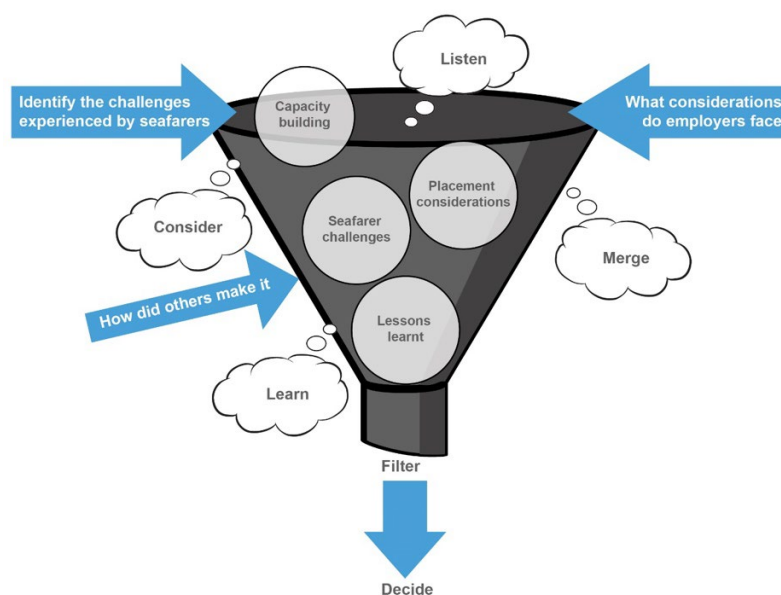 Listen
Identify the challenges
experienced by seafarers
What considerations
do employers face
Capacity
building
Placement
considerations
Seafarer
challenges
Consider
Merge
How did others make it
Lessons
learnt
Learn
Filter
Decide